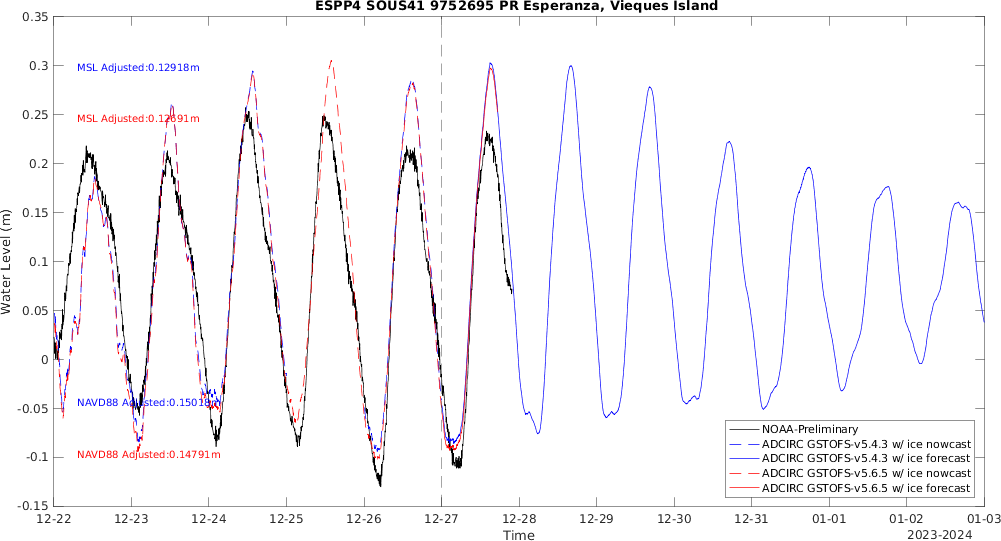 ESPP4 SOUS41 9752695 PR Esperanza, Vieques Island
0.35
0.3
0.25
0.2
0.15
0.1
0.05
0
-0.05
-0.1
-0.15
Water Level (m)
MSL Adjusted:0.12918m
MSL Adjusted:0.12691m
NAVD88 Adjusted:0.15018m
NAVD88 Adjusted:0.14791m
NOAA-Preliminary
ADCIRC GSTOFS-v5.4.3 w/ ice nowcast
ADCIRC GSTOFS-v5.4.3 w/ ice forecast
ADCIRC GSTOFS-v5.6.5 w/ ice nowcast
ADCIRC GSTOFS-v5.6.5 w/ ice forecast
12-22 12-23 12-24 12-25 12-26 12-27 12-28 12-29 12-30 12-31 01-01 01-02 01-03
Time
2023-2024